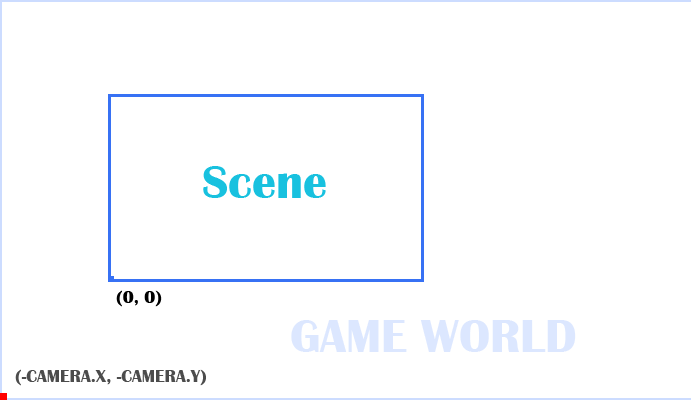 Scene
(0, 0)
GAME WORLD
(-CAMERA.X, -CAMERA.Y)